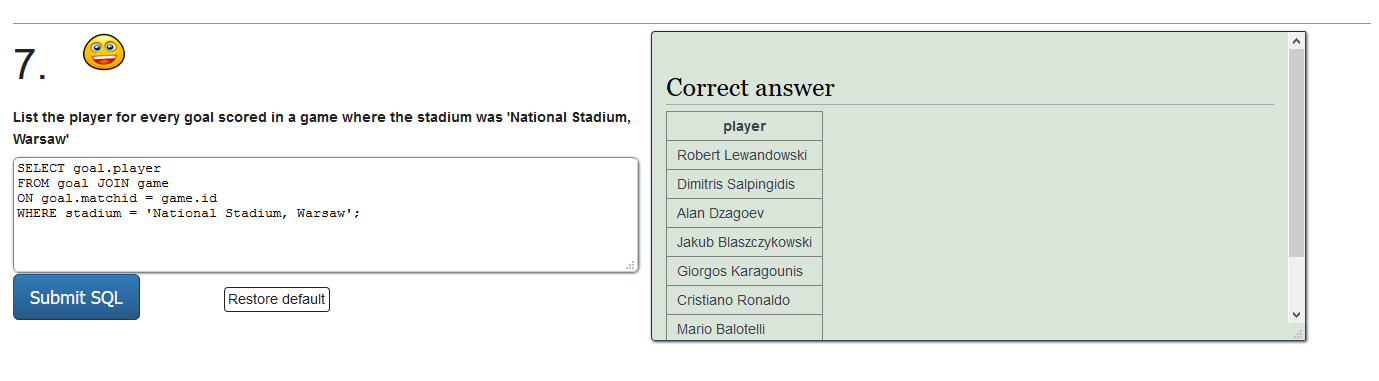 7.
List the player for every goal scored in a game where the stadium was 'National Stadium,
Warsaw'
SELECT goal.player
FROM goal JOIN game
ON goal.matchid = game.id
WHERE stadium = 'National Stadium, Warsaw';
Submit SQL
Restore default
Correct answer
player
Robert Lewandowski
Dimitris Salpingidis
Alan Dzagoev
Jakub Blaszczykowski
Giorgos Karagounis
Cristiano Ronaldo
Mario Balotelli